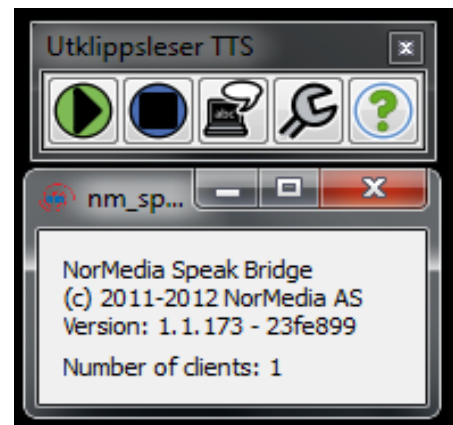 Utklippsleser TTS
abc
nm_sp...
NorMedia Speak Bridge
(c) 2011-2012 NorMedia AS
Version: 1.1.173 - 23fe899
Number of clients: 1